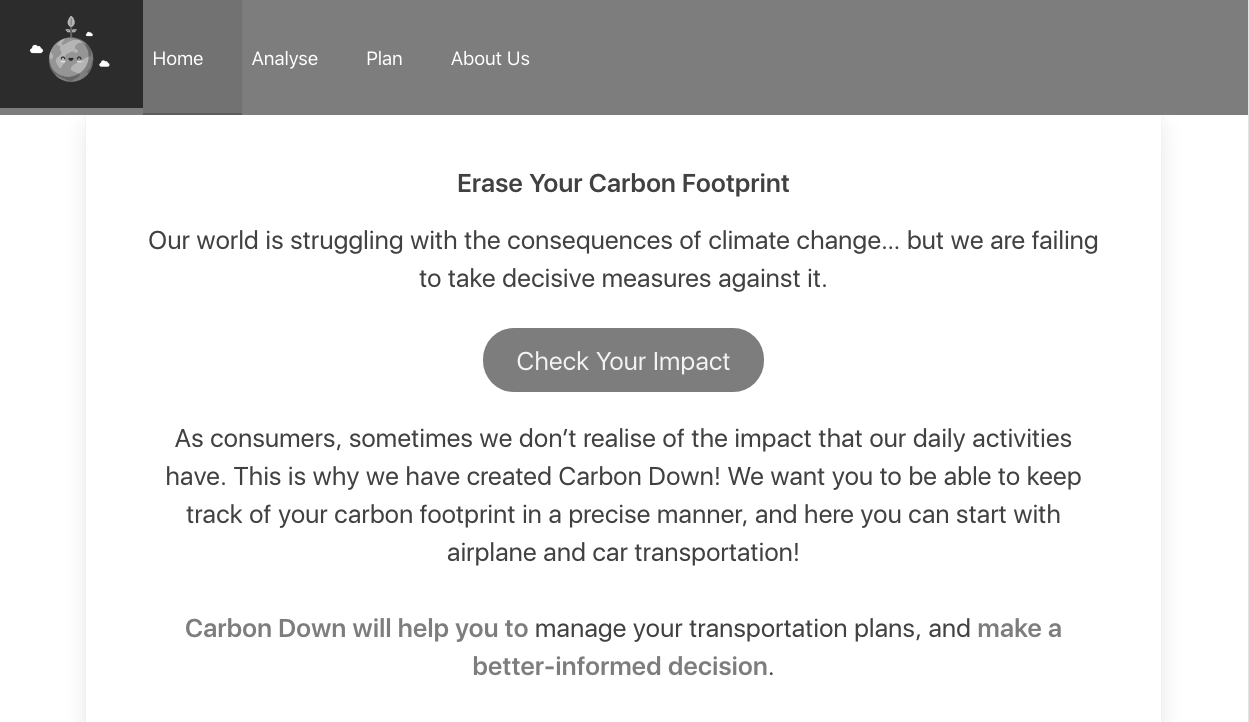 Home Analyse Plan About Us
Erase Your Carbon Footprint
Our world is struggling with the consequences of climate change... but we are failing
to take decisive measures against it.
Check Your Impact
As consumers, sometimes we don’t realise of the impact that our daily activities
have. This is why we have created Carbon Down! We want you to be able to keep
track of your carbon footprint in a precise manner, and here you can start with
airplane and car transportation!
Carbon Down will help you to manage your transportation plans, and make a
better-informed decision.